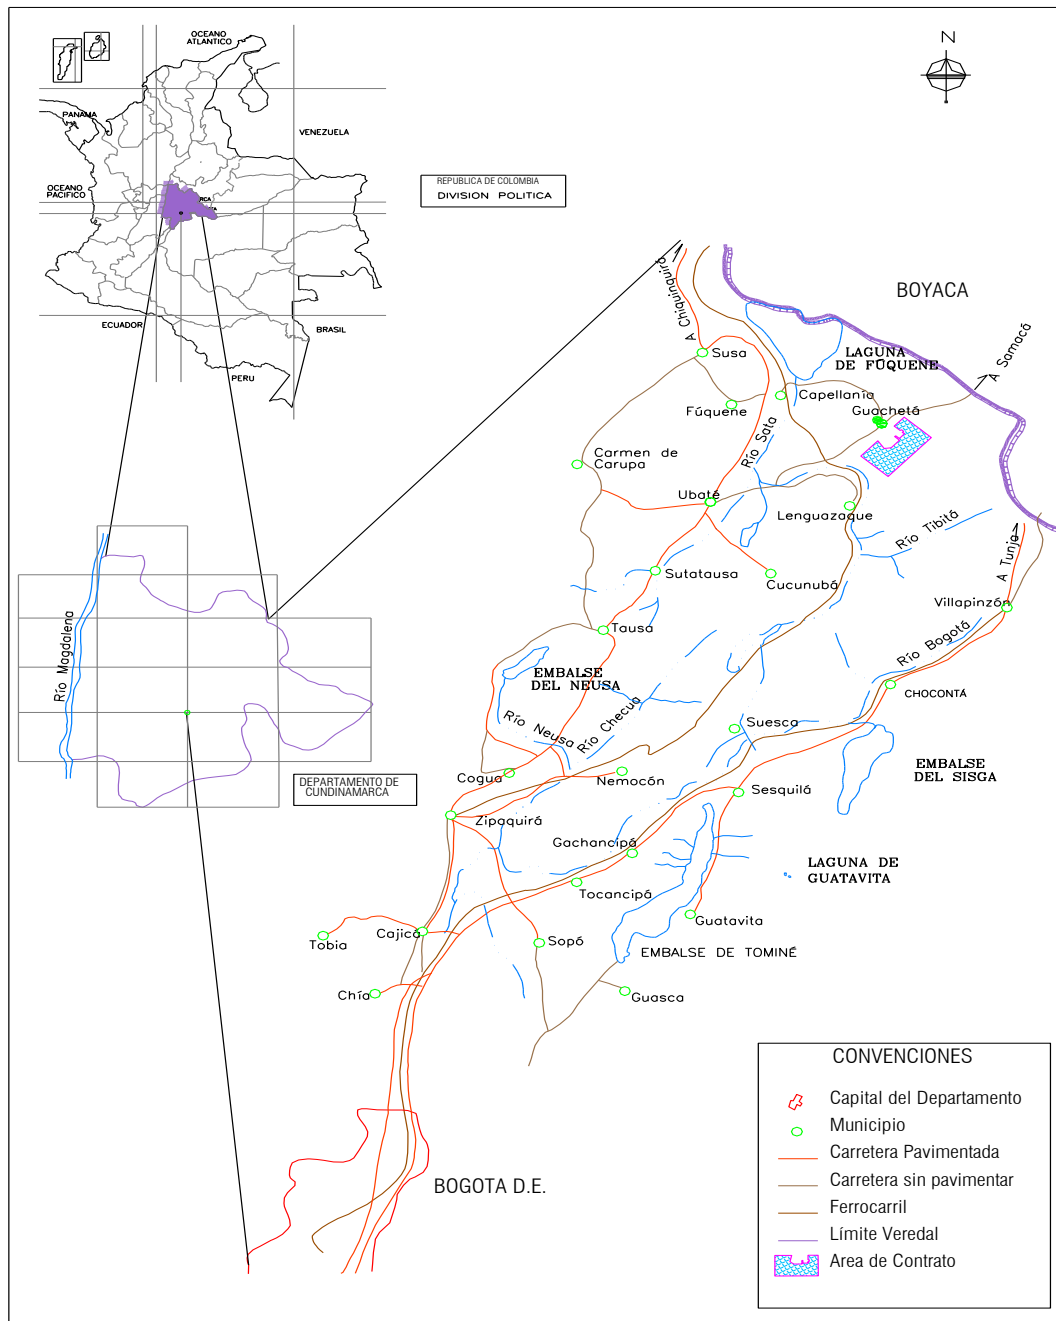 OCEANO
ATLANTICO
PANAMA
VENEZUELA
OCEANO
PACIFICO
ECUADOR
BRASIL
PERU
REPUBLICA DE COLOMBIA
DIVISION POLITICA
N
A Chiquinquirá
BOYACA
Susa
LAGUNA
DE FÚQUENE
A Samacá
Capellanía
Fúquene
Guachetá
Río Sata
Carmen de
Carupa
Ubaté
Lenguazaque
Río Tibitá
A Tunja
Sutatausa
Cucunubá
Villapinzón
Tausa
Río Bogotá
Río Magdalena
EMBALSE
DEL NEUSA
CHOCONTÁ
Río Neusa
Río Checua
Suesca
EMBALSE
DEL SISGA
Cogua
Nemocón
Sesquilá
DEPARTAMENTO DE
CUNDINAMARCA
Zipaquirá
Gachancipá
LAGUNA DE
GUATAVITA
Tocancipá
Guatavita
Tobia
Cajicá
Sopó
EMBALSE DE TOMINÉ
Chía
Guasca
BOGOTA D.E.
CONVENCIONES
Capital del Departamento
Municipio
Carretera Pavimentada
Carretera sin pavimentar
Ferrocarril
Límite Veredal
Area de Contrato